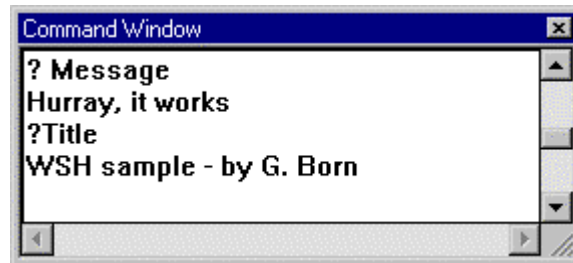 Command Window
? Message
Hurray, it works
?Title
WSH sample - by G. Born